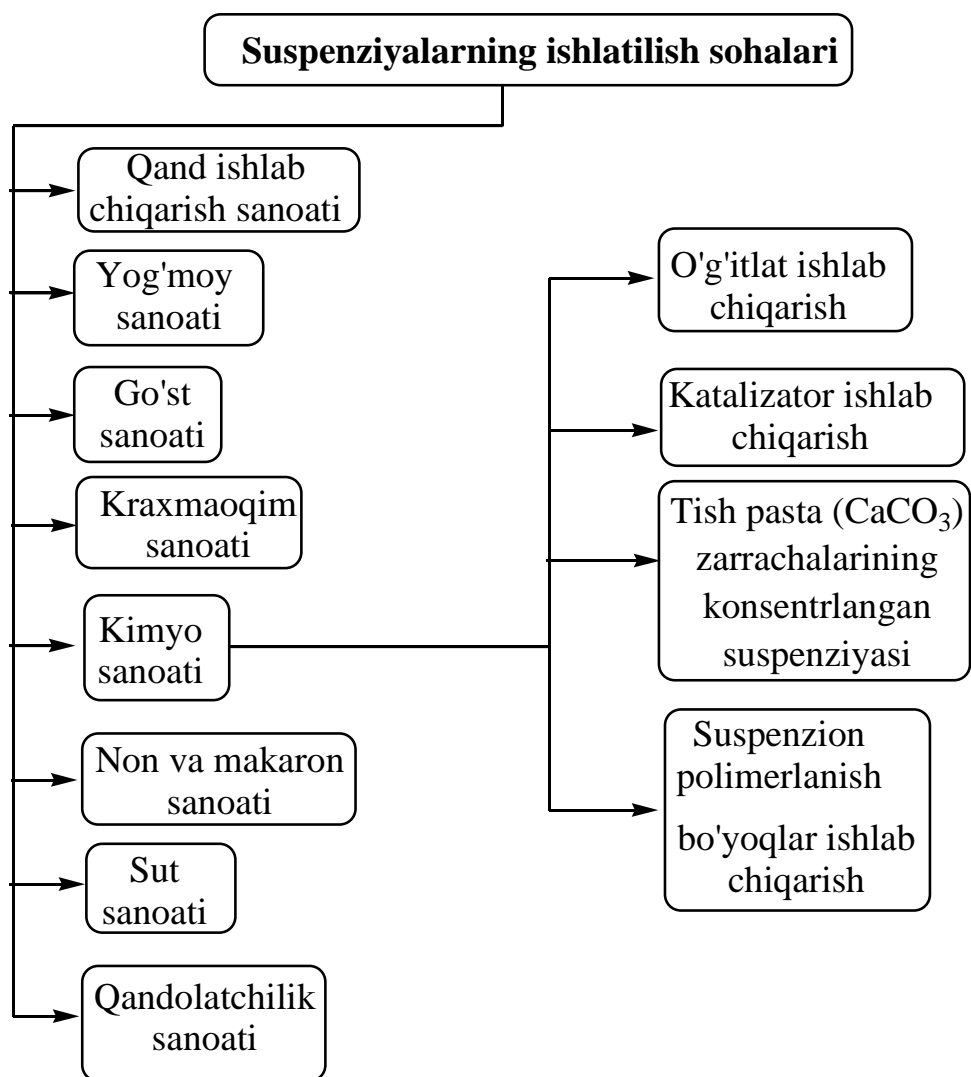 Suspenziyalarning ishlatilish sohalari
Qand ishlab
chiqarish sanoati
Yog'moy
sanoati
Go'st
sanoati
Kraxmaoqim
sanoati
Kimyo
sanoati
Non va makaron
sanoati
Sut
sanoati
Qandolatchilik
sanoati
O'g'itlat ishlab
chiqarish
Katalizator ishlab
chiqarish
Tish pasta (CaCO₃)
zarrachalarining
konsentrlangan
suspenziyasi
Suspenzion
polimerlanish
bo'yoqlar ishlab
chiqarish